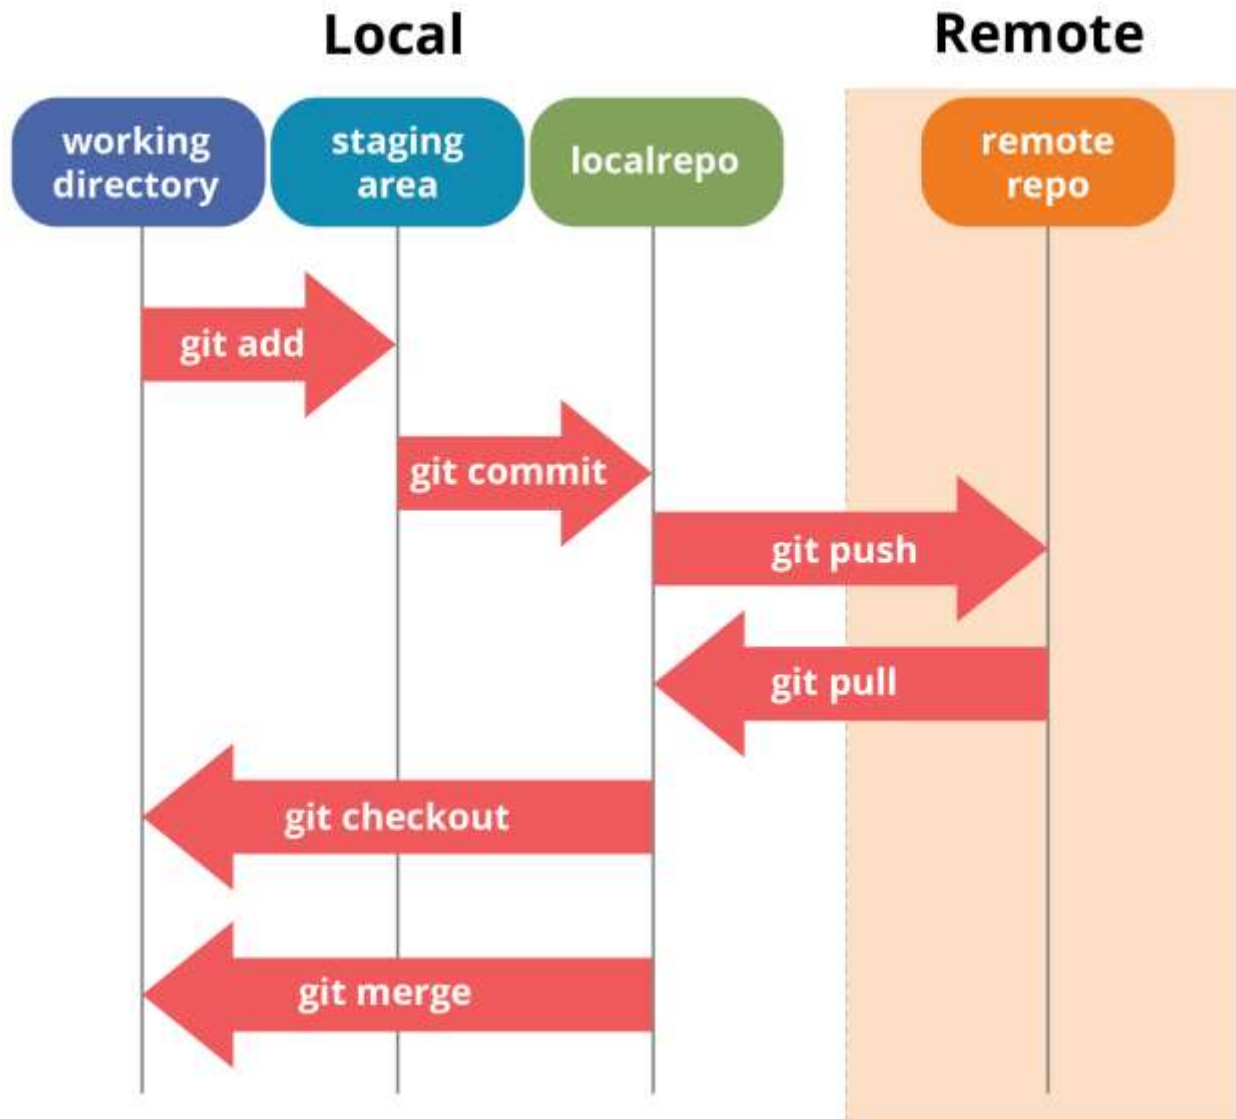 Local
Remote
working
directory
staging
area
localrepo
remote
repo
git add
git commit
git push
git pull
git checkout
git merge